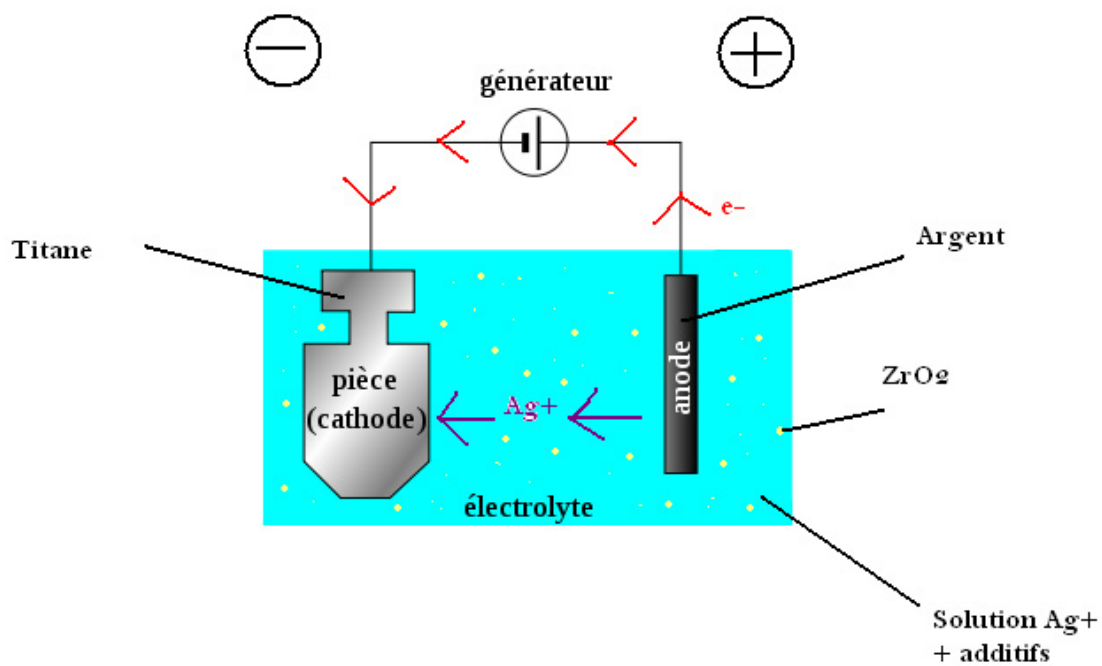 générateur
e-
Titane
Argent
pièce
(cathode)
Ag+
anode
ZrO2
électrolyte
Solution Ag+
+ additifs